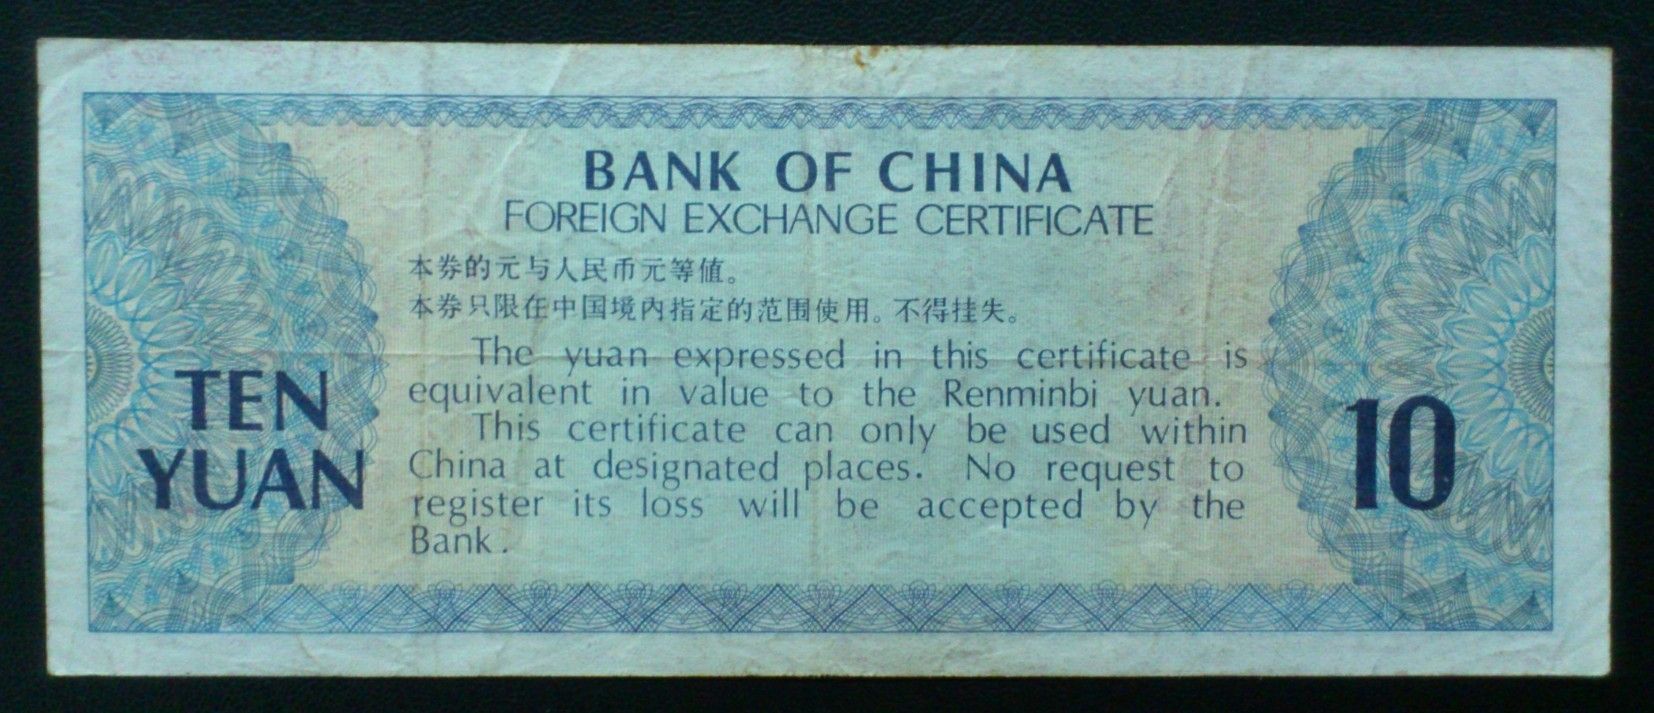 BANK OF CHINA
FOREIGN EXCHANGE CERTIFICATE
本券的元与人民币元等值。
本券只限在中国境内指定的范围使用。不得挂失。
The yuan expressed in this certificate is
equivalent in value to the Renminbi yuan.
This certificate can only be used within
China at designated places. No request to
register its loss will be accepted by the
Bank.
TEN
YUAN
10